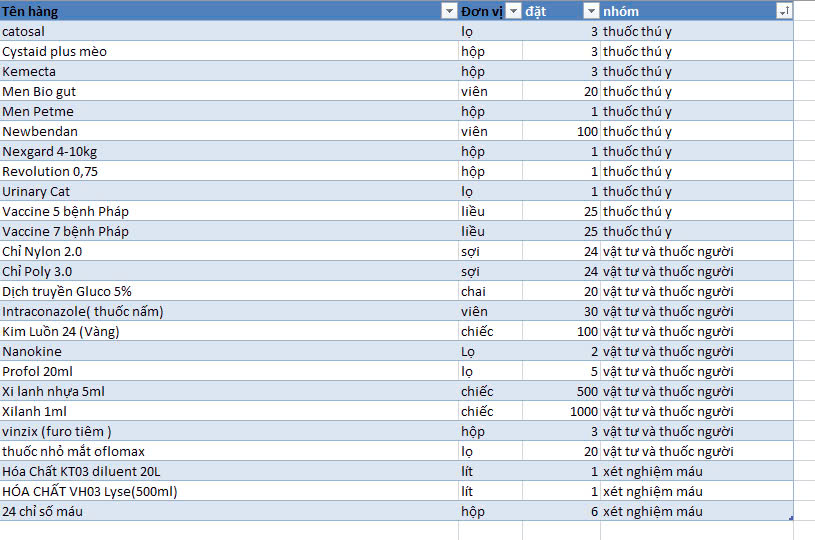 Tên hàng Đơn vị đặt nhóm
catosal lọ 3 thuốc thú y
Cystaid plus mèo hộp 3 thuốc thú y
Kemecta hộp 3 thuốc thú y
Men Bio gut viên 20 thuốc thú y
Men Petme hộp 1 thuốc thú y
Newbendan viên 100 thuốc thú y
Nexgard 4-10kg hộp 1 thuốc thú y
Revolution 0,75 hộp 1 thuốc thú y
Urinary Cat lọ 1 thuốc thú y
Vaccine 5 bệnh Pháp liều 25 thuốc thú y
Vaccine 7 bệnh Pháp liều 25 thuốc thú y
Chỉ Nylon 2.0 sợi 24 vật tư và thuốc người
Chỉ Poly 3.0 sợi 24 vật tư và thuốc người
Dịch truyền Gluco 5% chai 20 vật tư và thuốc người
Intraconazole( thuốc nấm) viên 30 vật tư và thuốc người
Kim Luồn 24 (Vàng) chiếc 100 vật tư và thuốc người
Nanokine Lọ 2 vật tư và thuốc người
Profol 20ml lọ 5 vật tư và thuốc người
Xi lanh nhựa 5ml chiếc 500 vật tư và thuốc người
Xilanh 1ml chiếc 1000 vật tư và thuốc người
vinzix (furo tiêm ) hộp 3 vật tư và thuốc người
thuốc nhỏ mắt oflomax lọ 20 vật tư và thuốc người
Hóa Chất KT03 diluent 20L lít 1 xét nghiệm máu
HÓA CHẤT VH03 Lyse(500ml) lít 1 xét nghiệm máu
24 chỉ số máu hộp 6 xét nghiệm máu